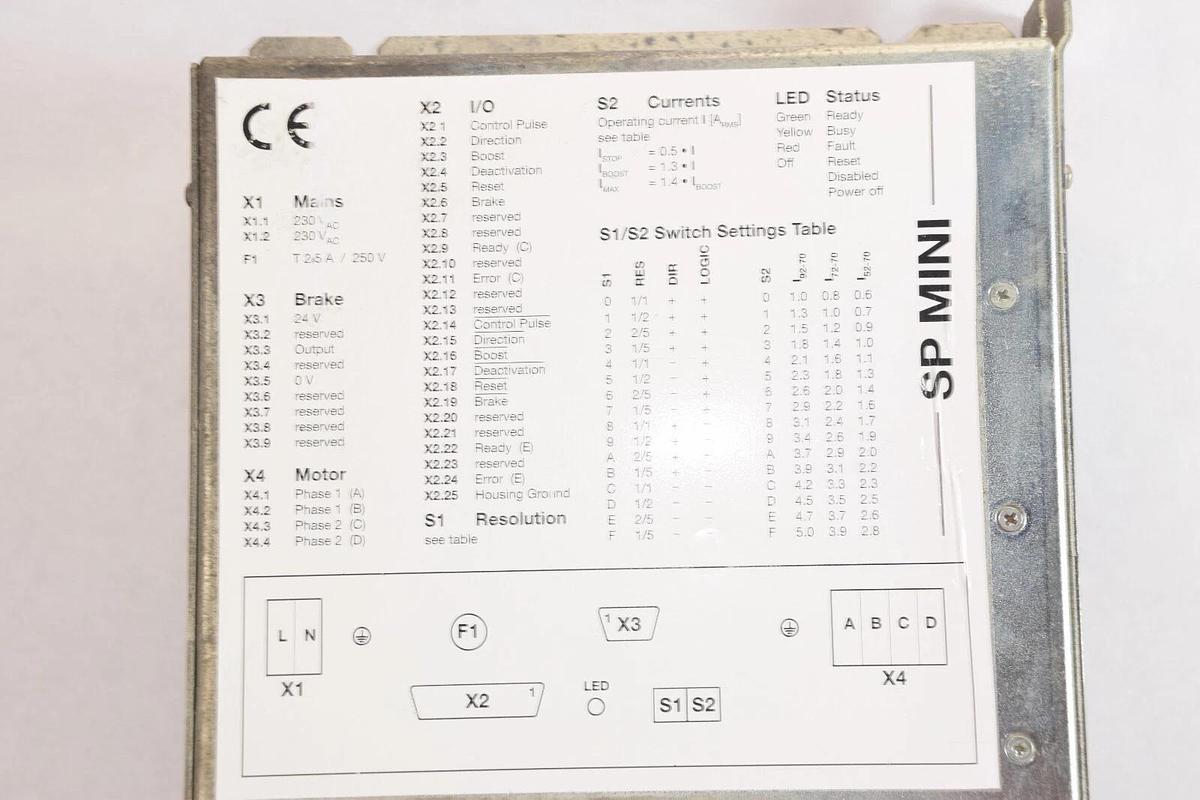 CE
X1 Mains
X1.1 230 VAC
X1.2 230 VAC
F1 T 2.5 A / 250 V
X3 Brake
X3.1 24 V
X3.2 reserved
X3.3 Output
X3.4 reserved
X3.5 0 V
X3.6 reserved
X3.7 reserved
X3.8 reserved
X3.9 reserved
X4 Motor
X4.1 Phase 1 (A)
X4.2 Phase 1 (B)
X4.3 Phase 2 (C)
X4.4 Phase 2 (D)
X2 I/O
X2.1 Control Pulse
X2.2 Direction
X2.3 Boost
X2.4 Deactivation
X2.5 Reset
X2.6 Brake
X2.7 reserved
X2.8 reserved
X2.9 Ready (C)
X2.10 reserved
X2.11 Error (C)
X2.12 reserved
X2.13 reserved
X2.14 Control Pulse
X2.15 Direction
X2.16 Boost
X2.17 Deactivation
X2.18 Reset
X2.19 Brake
X2.20 reserved
X2.21 reserved
X2.22 Ready (E)
X2.23 reserved
X2.24 Error (E)
X2.25 Housing Ground
S1 Resolution
see table
S2 Currents
Operating current I [ARMS]
see table
ISTOP = 0.5 • I
IBOOST = 1.3 • I
IMAX = 1.4 • IBOOST
LED Status
Green Ready
Yellow Busy
Red Fault
Off Reset
Disabled
Power off
S1/S2 Switch Settings Table
S1 RES DIR LOGIC S2 I92-70 I72-70 I52-70
0 1/1 + + 0 1.0 0.8 0.6
1 1/2 + + 1 1.3 1.0 0.7
2 2/5 + + 2 1.5 1.2 0.9
3 1/5 + + 3 1.8 1.4 1.0
4 1/1 - + 4 2.1 1.6 1.1
5 1/2 - + 5 2.3 1.8 1.3
6 2/5 - + 6 2.6 2.0 1.4
7 1/5 - + 7 2.9 2.2 1.6
8 1/1 + - 8 3.1 2.4 1.7
9 1/2 + - 9 3.4 2.6 1.9
A 2/5 + - A 3.7 2.9 2.0
B 1/5 + - B 3.9 3.1 2.2
C 1/1 - - C 4.2 3.3 2.3
D 1/2 - - D 4.5 3.5 2.5
E 2/5 - - E 4.7 3.7 2.6
F 1/5 - - F 5.0 3.9 2.8
SP MINI
L N
X1
F1
X2 1
1 X3
LED
S1 S2
A B C D
X4